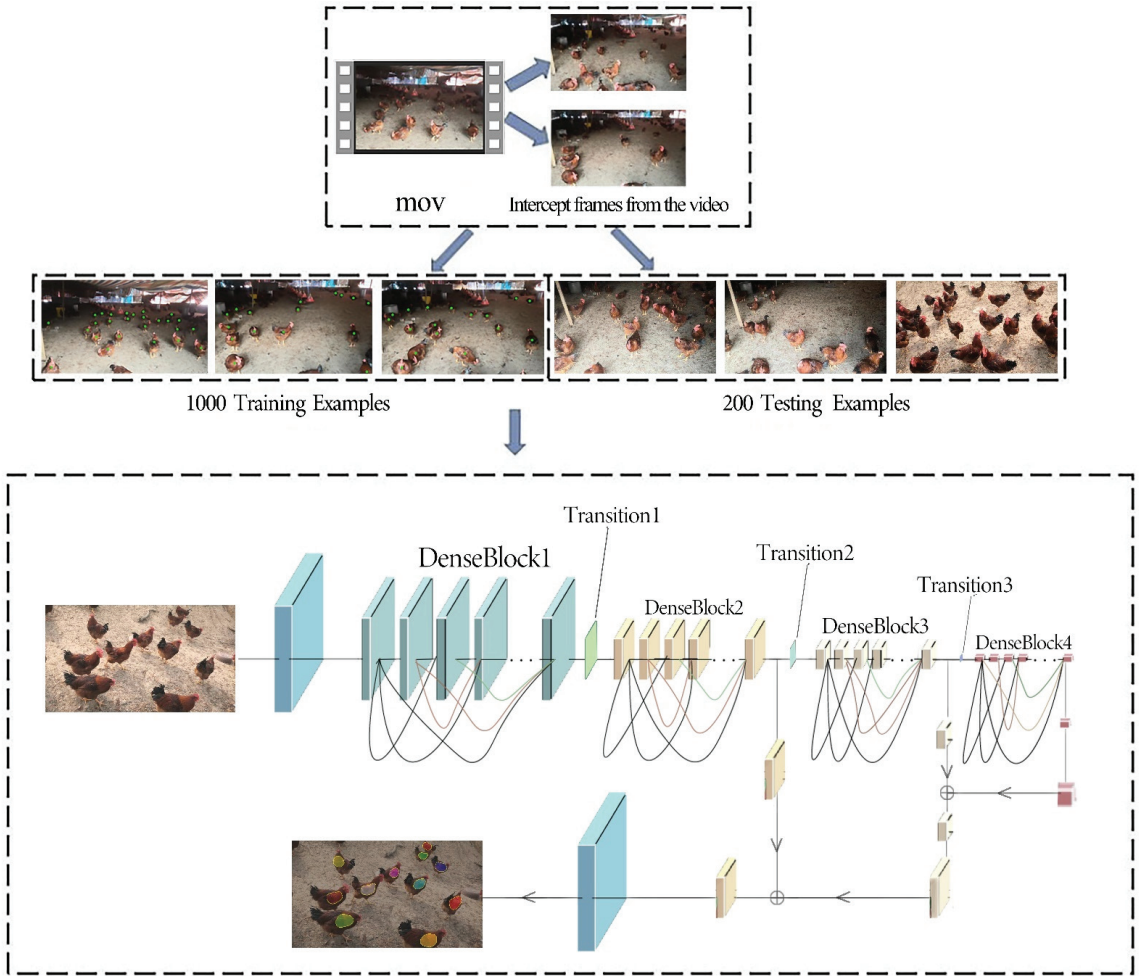 mov
Intercept frames from the video
1000 Training Examples
200 Testing Examples
Transition1
DenseBlock1
Transition2
DenseBlock2
Transition3
DenseBlock3
DenseBlock4